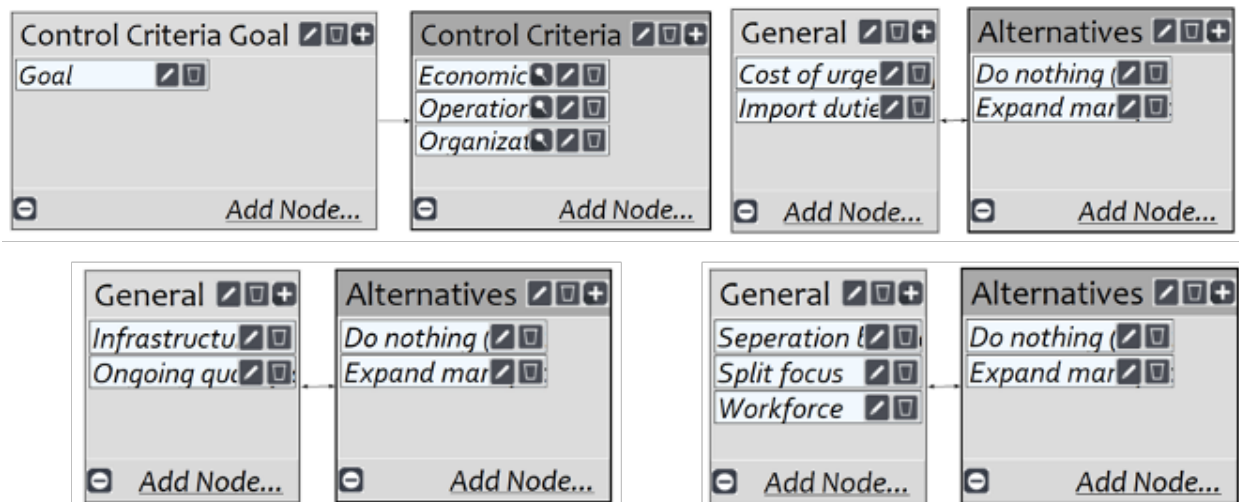 Control Criteria Goal
Goal
Add Node...
Control Criteria
Economic
Operation
Organizat
Add Node...
General
Cost of urge
Import dutie
Add Node...
Alternatives
Do nothing (
Expand mar
Add Node...
General
Infrastructu
Ongoing qua
Add Node...
Alternatives
Do nothing (
Expand mar
Add Node...
General
Seperation
Split focus
Workforce
Add Node...
Alternatives
Do nothing (
Expand mar
Add Node...